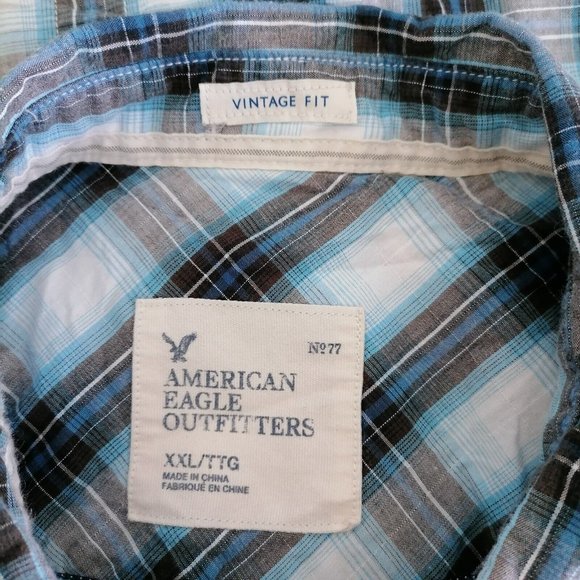 VINTAGE FIT
Nº77
AMERICAN
EAGLE
OUTFITTERS
XXL/TTG
MADE IN CHINA
FABRIQUÉ EN CHINE